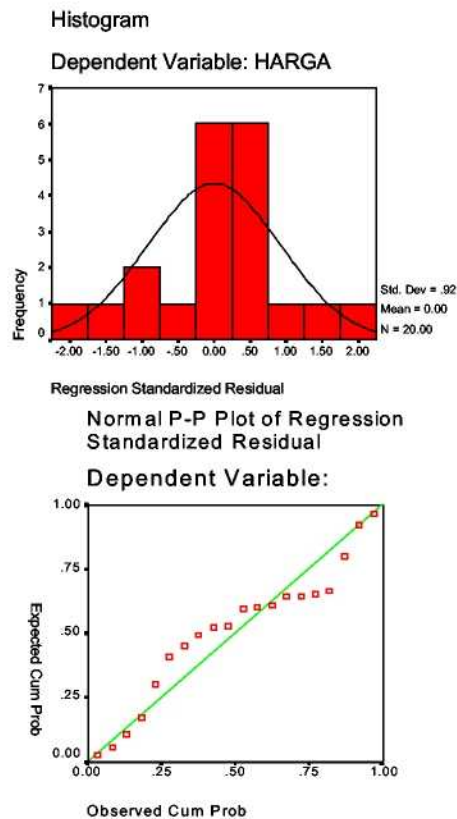 Histogram
Dependent Variable: HARGA
7
6
5
4
3
2
1
0
Frequency
Std. Dev = .92
Mean = 0.00
N = 20.00
-2.00 -1.50 -1.00 -.50 0.00 .50 1.00 1.50 2.00
Regression Standardized Residual
Normal P-P Plot of Regression
Standardized Residual
Dependent Variable:
1.00
.75
.50
.25
0.00
Expected Cum Prob
0.00 .25 .50 .75 1.00
Observed Cum Prob